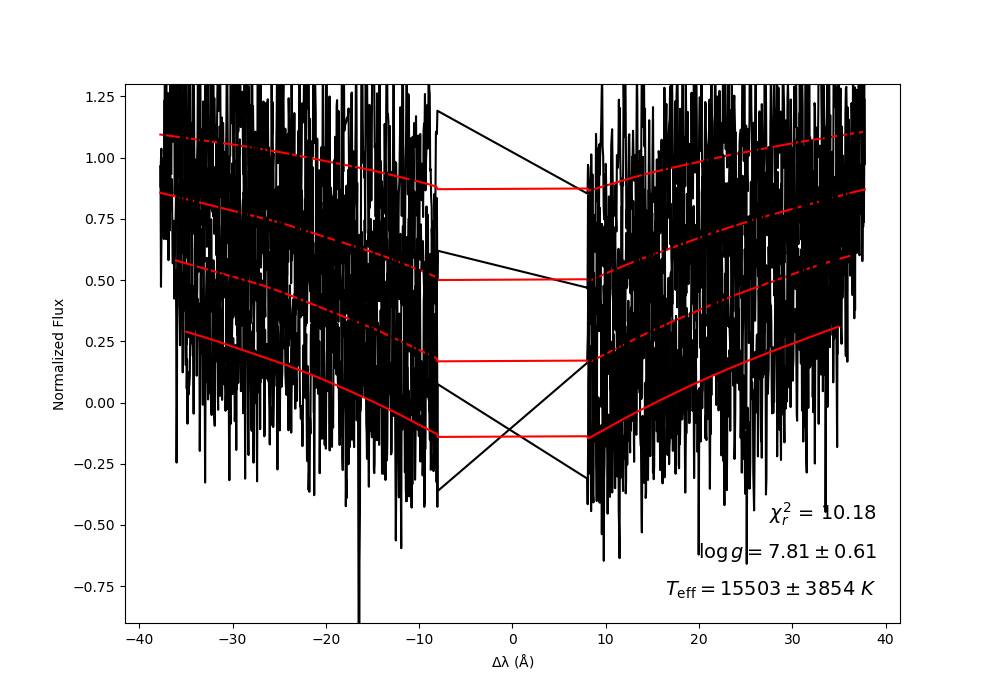 Normalized Flux
1.25
1.00
0.75
0.50
0.25
0.00
−0.25
−0.50
−0.75
χ²ᵣ = 10.18
log g = 7.81 ± 0.61
T_eff = 15503 ± 3854 K
−40 −30 −20 −10 0 10 20 30 40
Δλ (Å)